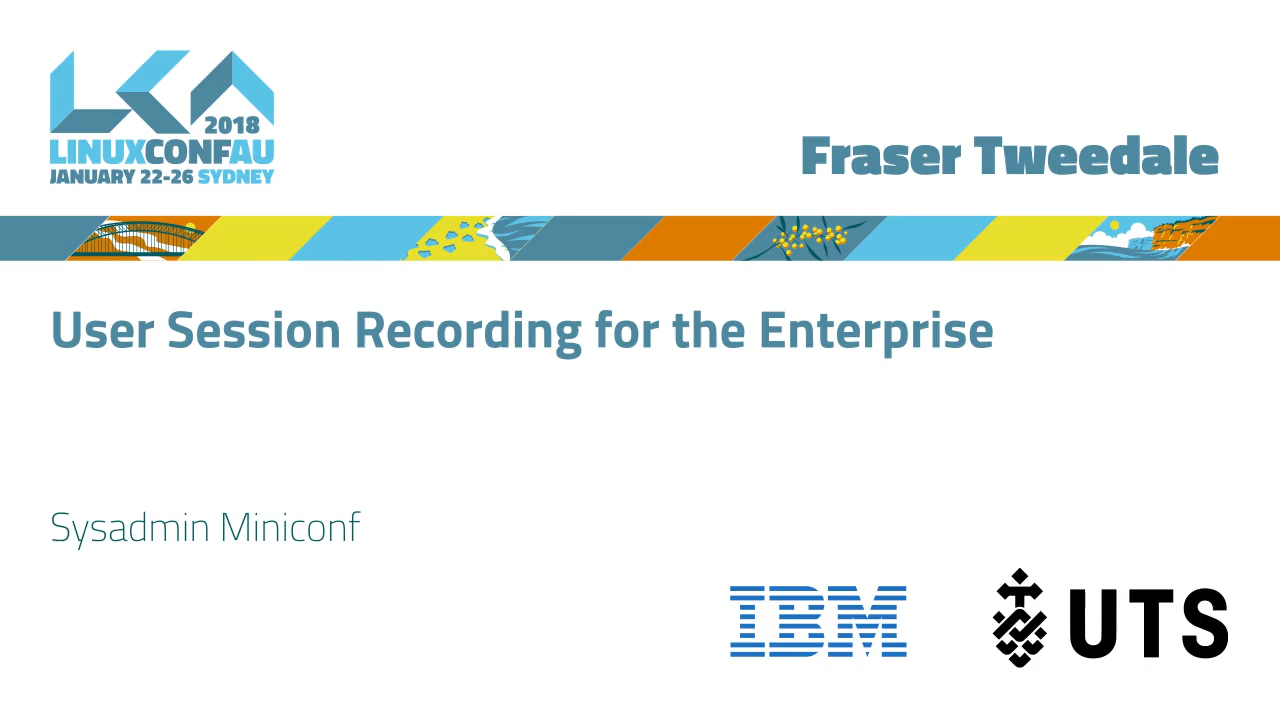 2018
LINUXCONFAU
JANUARY 22-26 SYDNEY
Fraser Tweedale
User Session Recording for the Enterprise
Sysadmin Miniconf
IBM
UTS